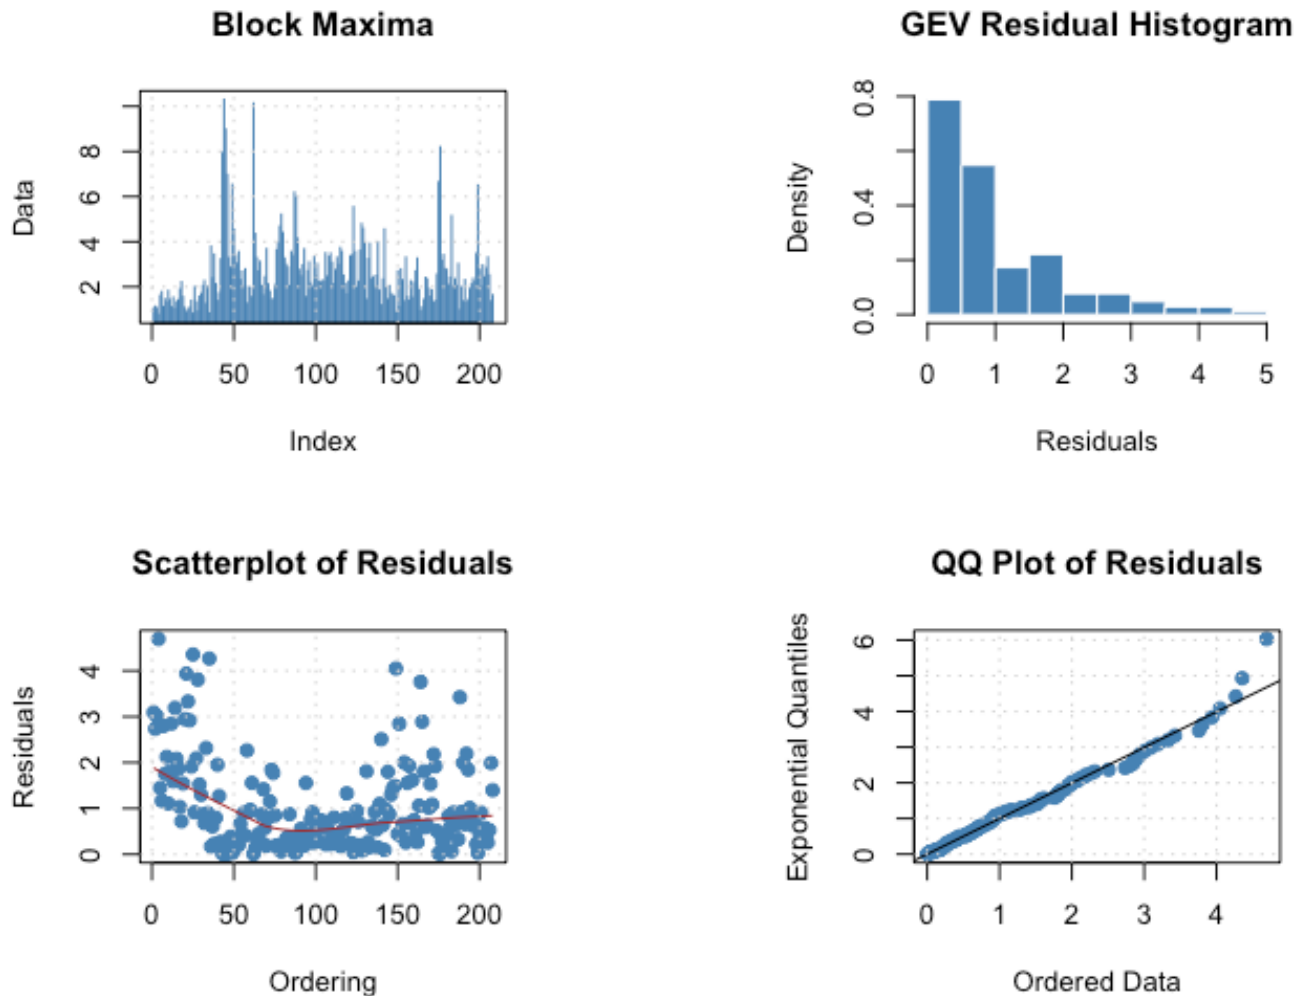 Block Maxima
Data
2
4
6
8
0 50 100 150 200
Index
GEV Residual Histogram
Density
0.0
0.4
0.8
0 1 2 3 4 5
Residuals
Scatterplot of Residuals
Residuals
0
1
2
3
4
0 50 100 150 200
Ordering
QQ Plot of Residuals
Exponential Quantiles
0
2
4
6
0 1 2 3 4
Ordered Data